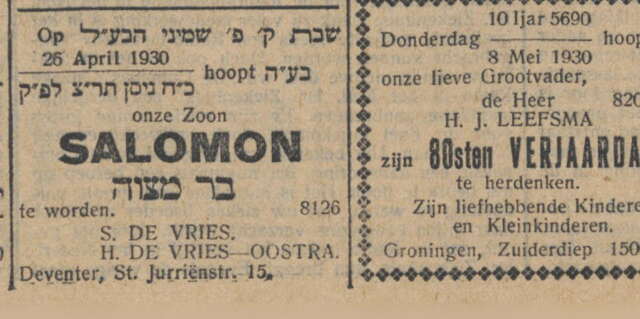 Op שבת ק' פ' שמיני הבע״ל
26 April 1930
hoopt בע״ה
כ״ח ניסן תר״צ לפ״ק
onze Zoon
SALOMON
בר מצוה
te worden. 8126
S. DE VRIES.
H. DE VRIES—OOSTRA.
Deventer, St. Jurriënstr. 15.
10 Ijar 5690
Donderdag ——— hoop
8 Mei 1930
onze lieve Grootvader,
de Heer 820
H. J. LEEFSMA
zijn 80sten VERJAARDA
te herdenken.
Zijn liefhebbende Kindere
en Kleinkinderen.
Groningen, Zuiderdiep 150